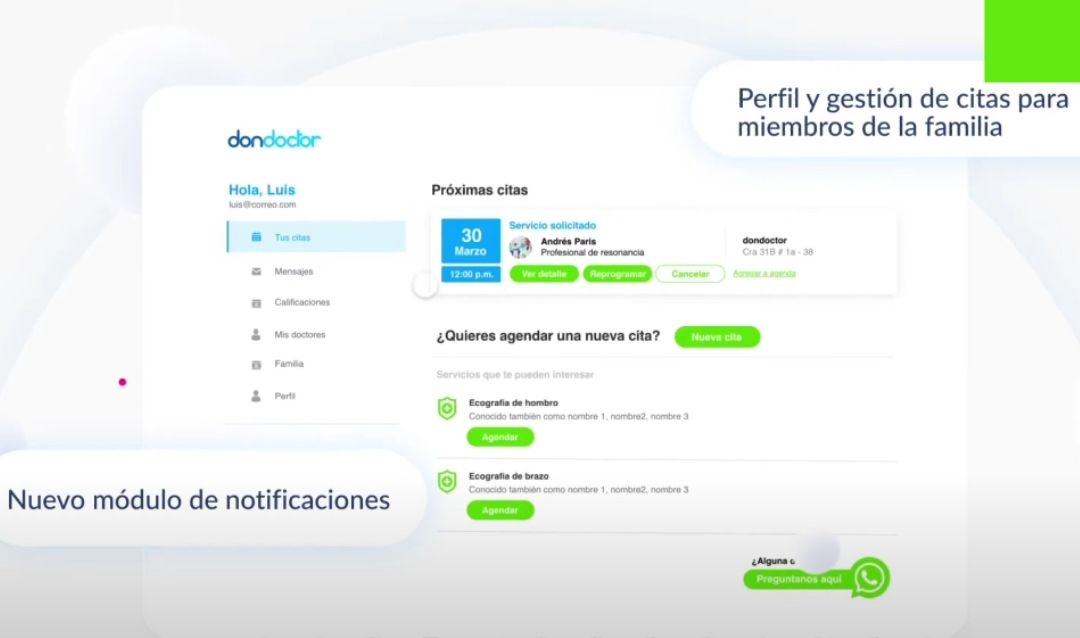 Perfil y gestión de citas para
miembros de la familia
dondoctor
Hola, Luis
luis@correo.com
Tus citas
Mensajes
Calificaciones
Mis doctores
Familia
Perfil
Próximas citas
30
Marzo
12:00 p.m.
Servicio solicitado
Andrés Paris
Profesional de resonancia
Ver detalle
Reprogramar
Cancelar
Agregar a agenda
dondoctor
Cra 31B # 1a - 38
¿Quieres agendar una nueva cita?
Nueva cita
Servicios que te pueden interesar
Ecografia de hombro
Conocido también como nombre 1, nombre2, nombre 3
Agendar
Ecografia de brazo
Conocido también como nombre 1, nombre2, nombre 3
Agendar
Nuevo módulo de notificaciones
¿Alguna
Preguntanos aquí